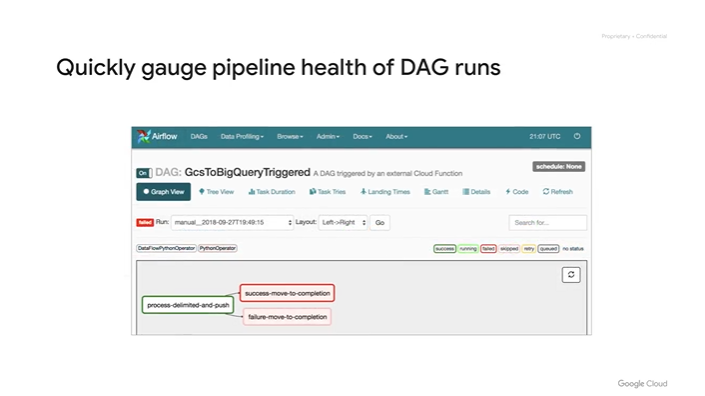 Proprietary + Confidential
Quickly gauge pipeline health of DAG runs
Airflow DAGs Data Profiling Browse Admin Docs About 21:07 UTC
On DAG: GcsToBigQueryTriggered A DAG triggered by an external Cloud Function schedule: None
Graph View Tree View Task Duration Task Tries Landing Times Gantt Details Code Refresh
failed Run: manual__2018-09-27T19:49:15 Layout: Left->Right Go Search for...
DataFlowPythonOperator PythonOperator success running failed skipped retry queued no status
success-move-to-completion
process-delimited-and-push
failure-move-to-completion
Google Cloud